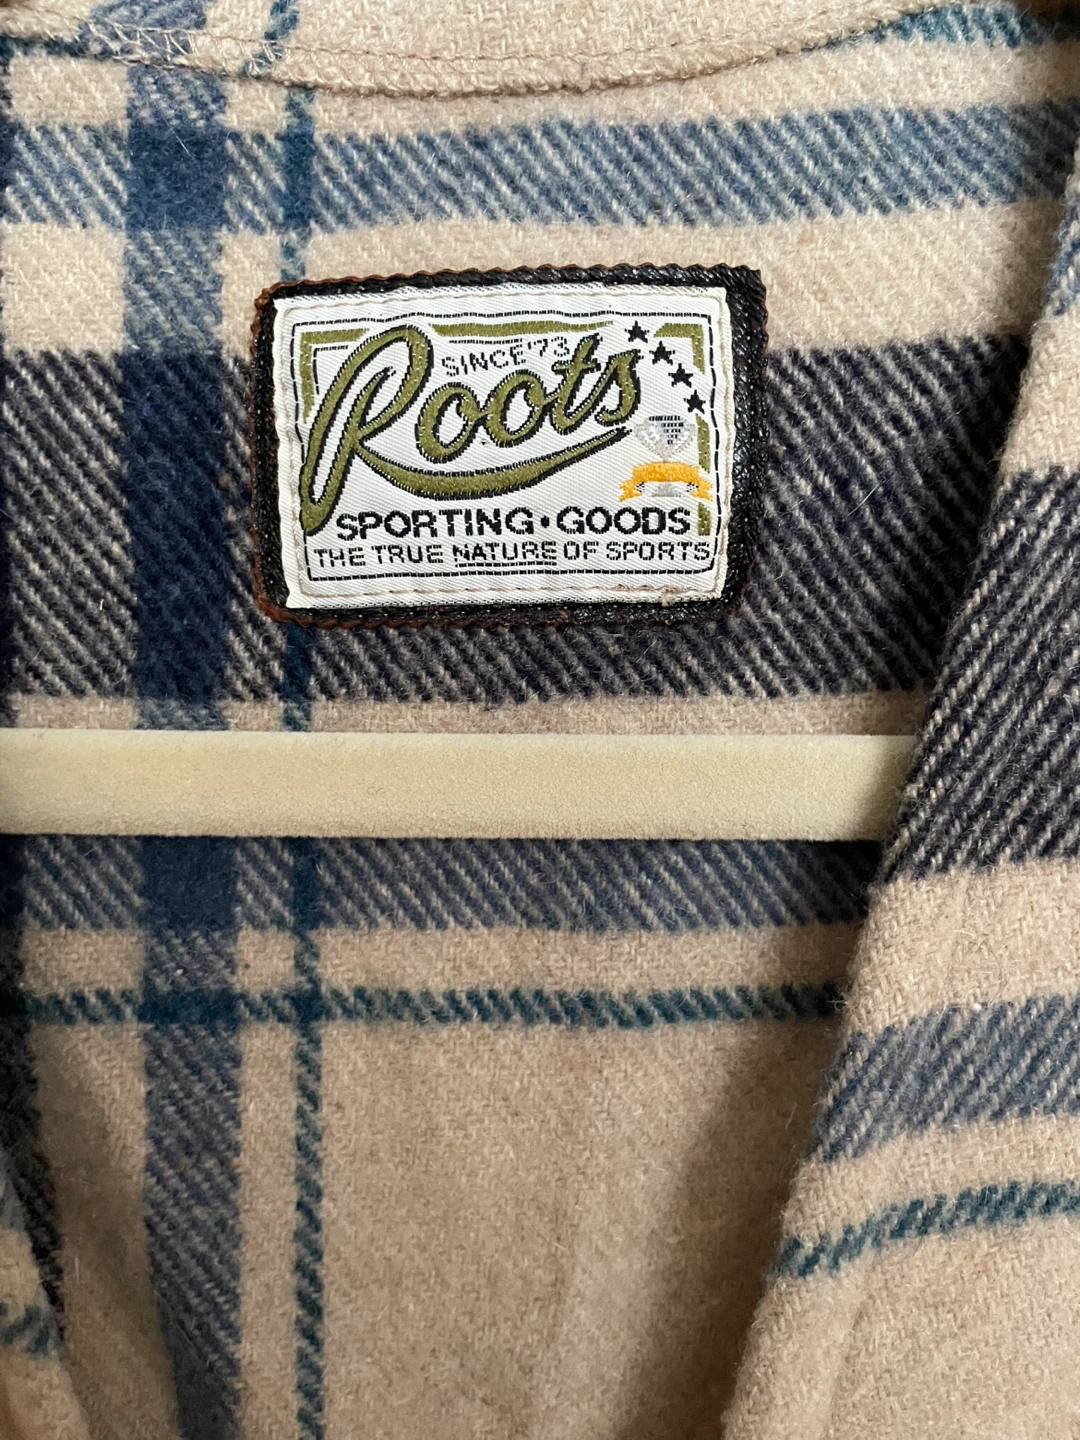 SINCE '73
Roots
SPORTING • GOODS
THE TRUE NATURE OF SPORTS